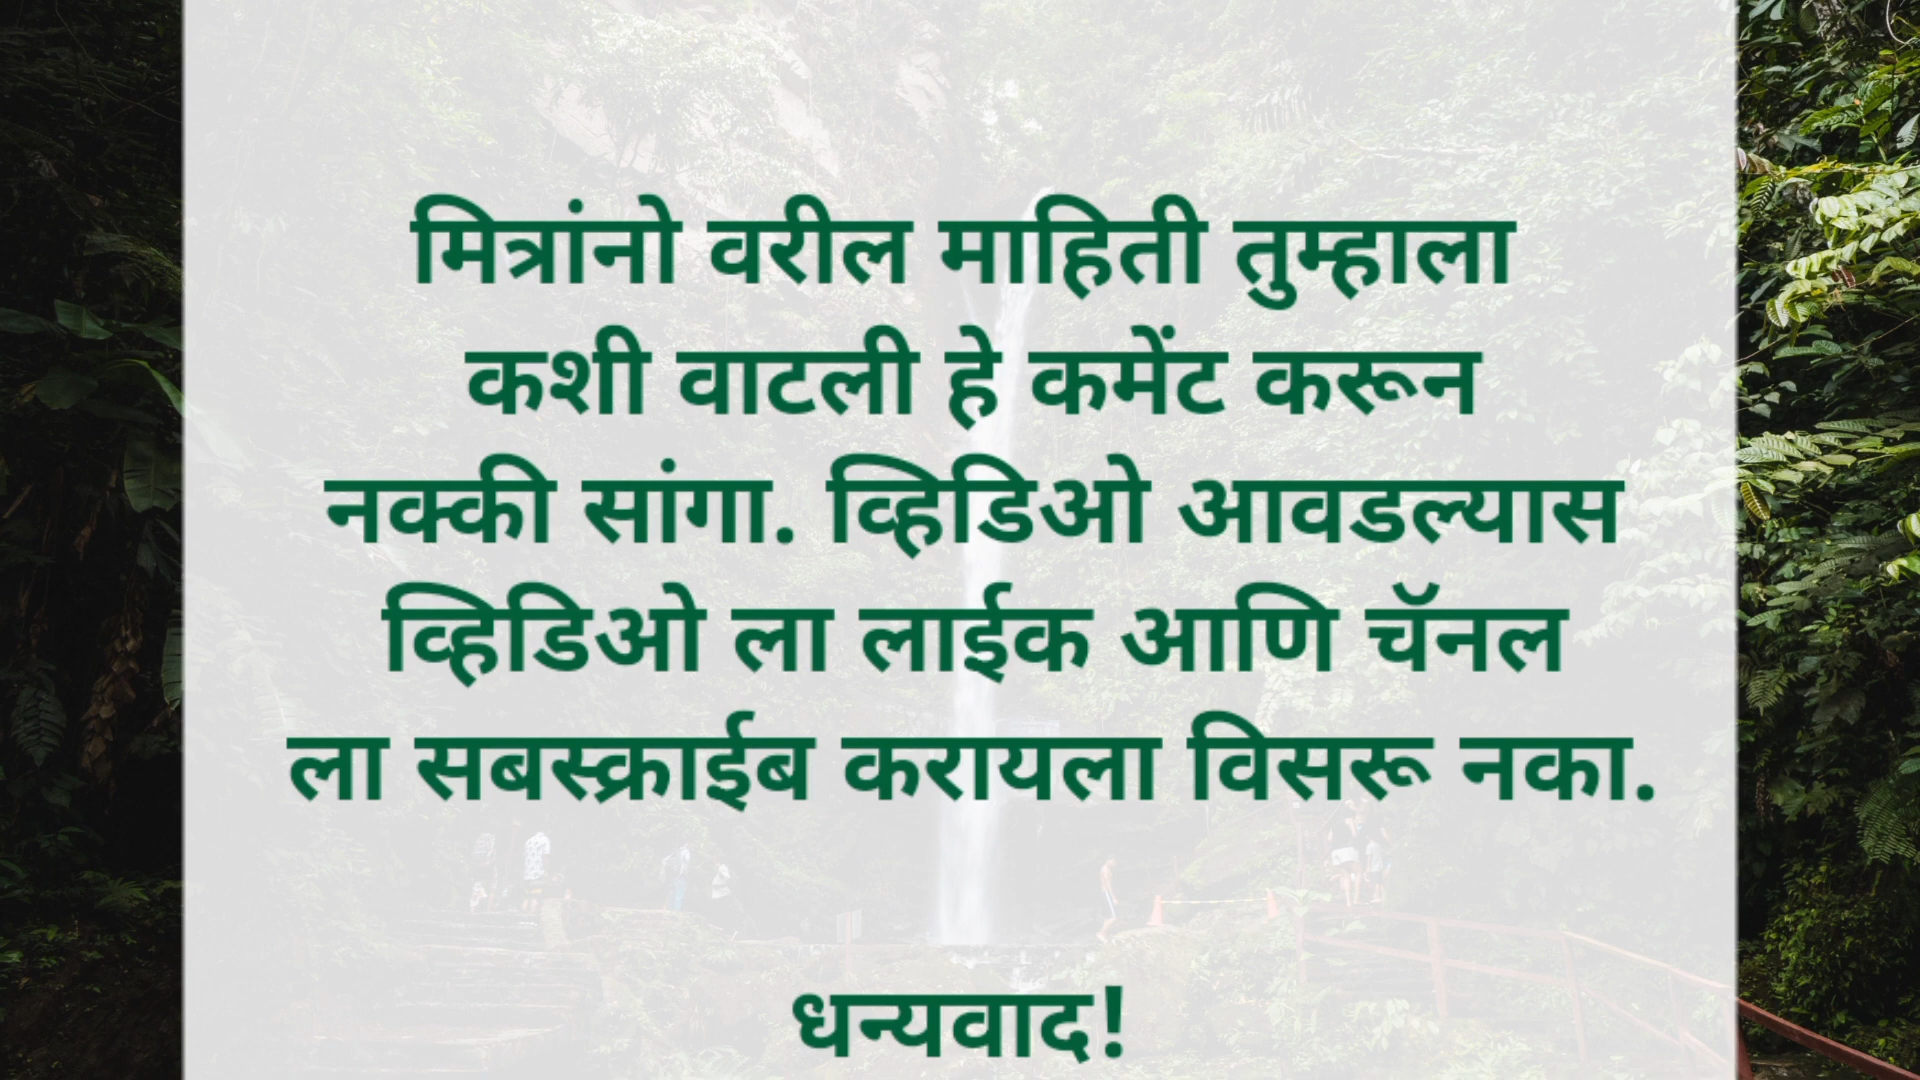 मित्रांनो वरील माहिती तुम्हाला
कशी वाटली हे कमेंट करून
नक्की सांगा. व्हिडिओ आवडल्यास
व्हिडिओ ला लाईक आणि चॅनल
ला सबस्क्राईब करायला विसरू नका.
धन्यवाद!